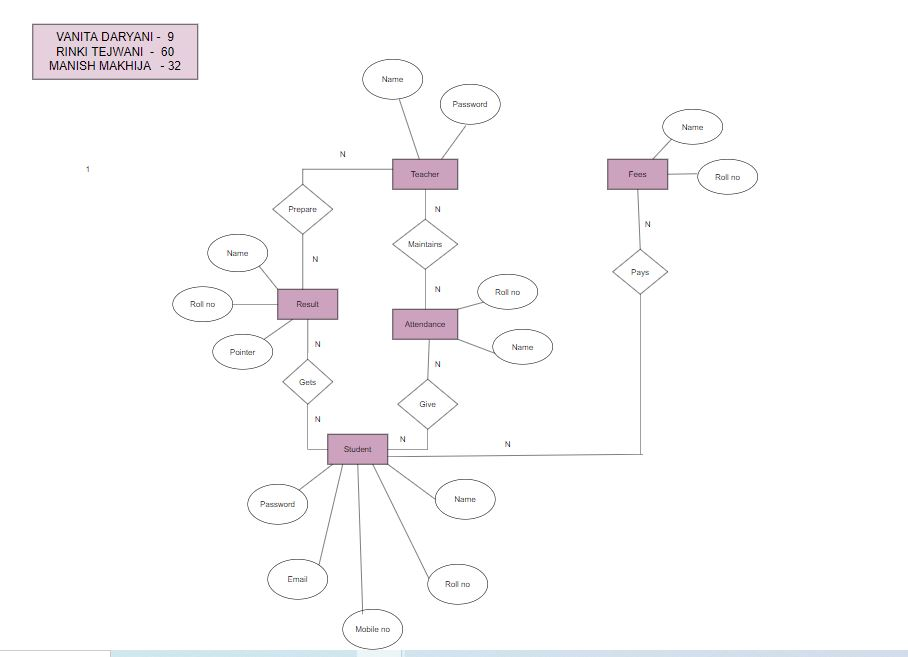 VANITA DARYANI - 9
RINKI TEJWANI - 60
MANISH MAKHIJA - 32
Name
Password
Name
N
1
Teacher
Fees
Roll no
Prepare
N
N
Maintains
Name
N
Pays
N
Roll no
Roll no
Result
Attendance
N
Name
Pointer
N
Gets
Give
N
N
N
Student
Password
Name
Email
Roll no
Mobile no